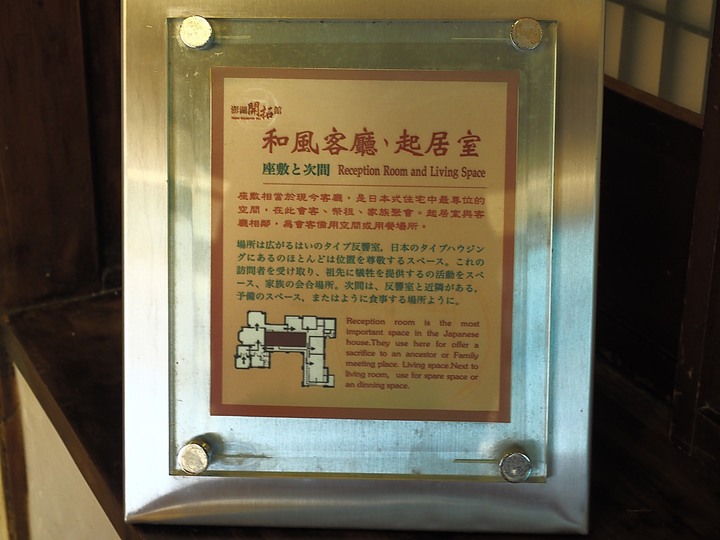 澎湖開拓館
和風客廳、起居室
座敷と次間 Reception Room and Living Space
座敷相當於現今客廳，是日本式住宅中最尊位的
空間，在此會客、祭祖、家族聚會。起居室與客
廳相鄰，為會客備用空間或用餐場所。
場所は広がるはいのタイプ反響室，日本のタイプハウジン
グにあるのほとんどは位置を尊敬するスペース。これの
訪問者を受け取り、祖先に犠牲を提供するの活動をスペ
ース、家族の会合場所。次間は、反響室と近隣がある，
予備のスペース、またはように食事する場所ように。
Reception room is the most
important space in the Japanese
house.They use here for offer a
sacrifice to an ancestor or Family
meeting place. Living space.Next to
living room, use for spare space or
an dinning space.